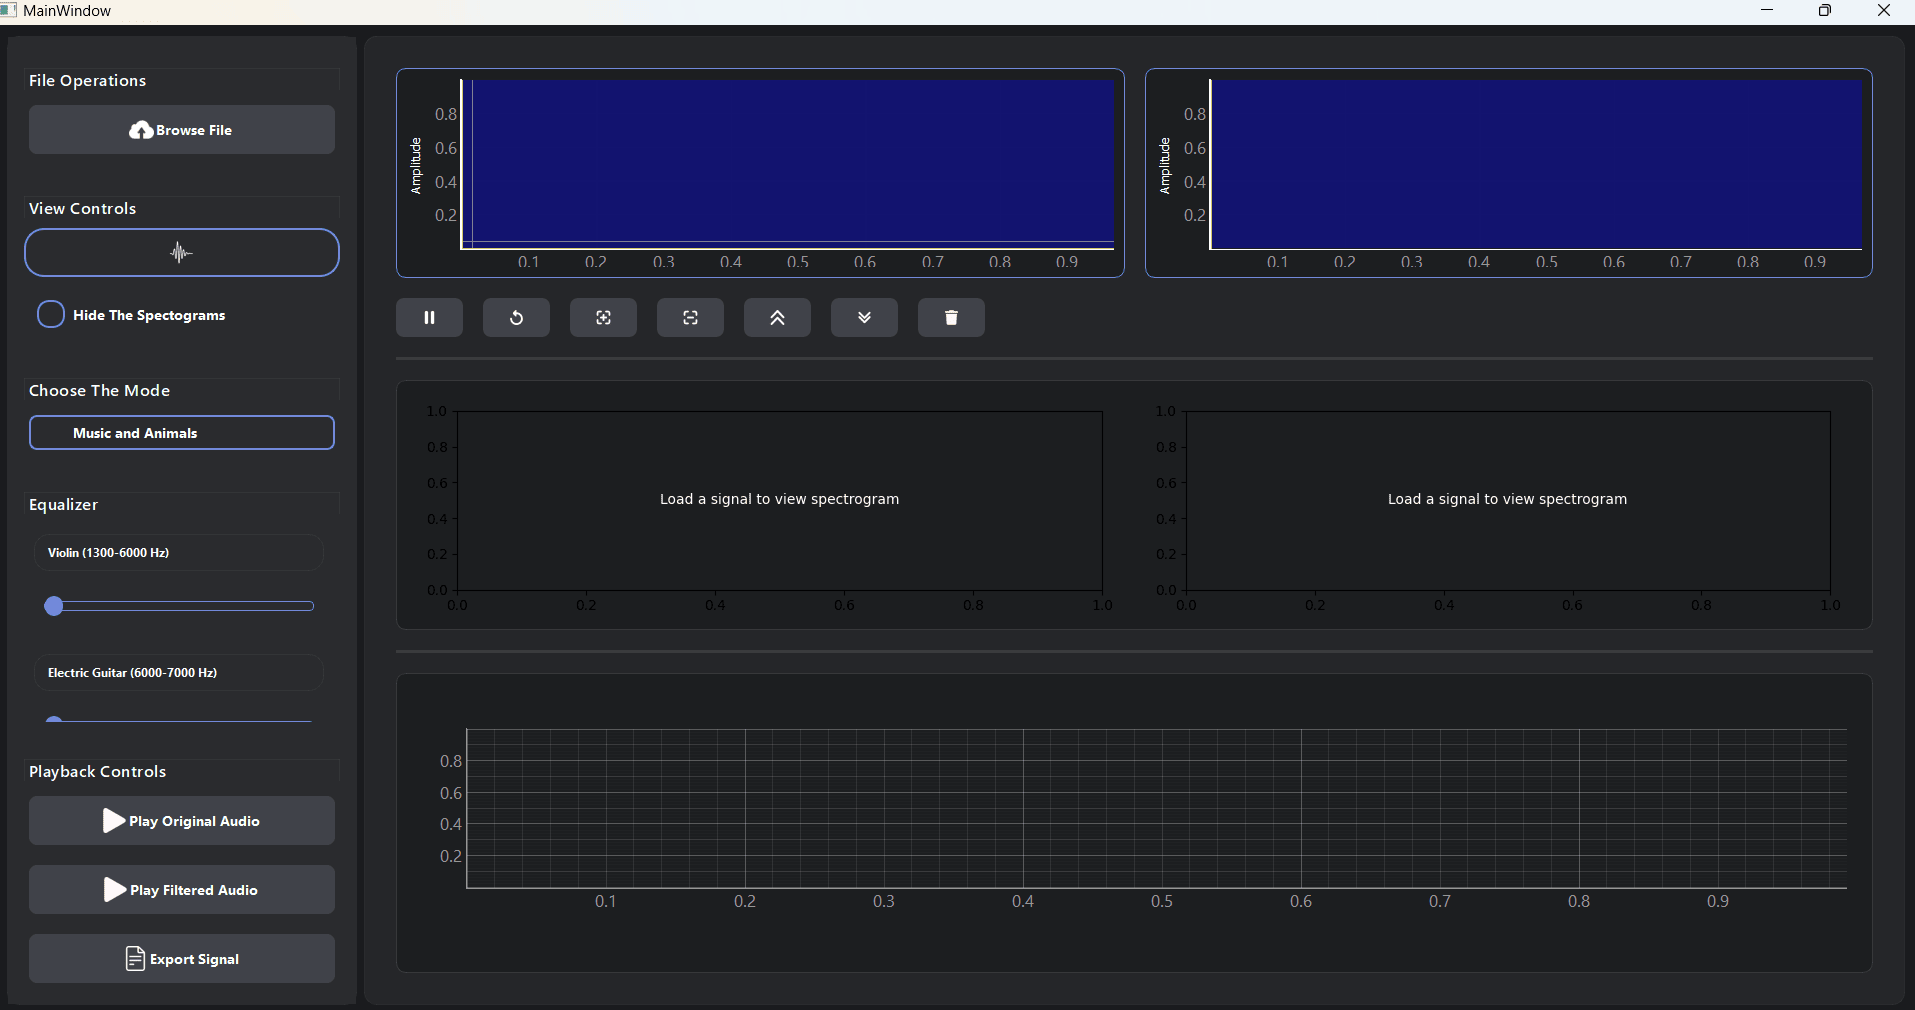 MainWindow
File Operations
Browse File
View Controls
Hide The Spectograms
Choose The Mode
Music and Animals
Equalizer
Violin (1300-6000 Hz)
Electric Guitar (6000-7000 Hz)
Playback Controls
Play Original Audio
Play Filtered Audio
Export Signal
Amplitude
0.8
0.6
0.4
0.2
0.1 0.2 0.3 0.4 0.5 0.6 0.7 0.8 0.9
Amplitude
0.8
0.6
0.4
0.2
0.1 0.2 0.3 0.4 0.5 0.6 0.7 0.8 0.9
1.0
0.8
0.6
0.4
0.2
0.0
Load a signal to view spectrogram
0.0 0.2 0.4 0.6 0.8 1.0
1.0
0.8
0.6
0.4
0.2
0.0
Load a signal to view spectrogram
0.0 0.2 0.4 0.6 0.8 1.0
0.8
0.6
0.4
0.2
0.1 0.2 0.3 0.4 0.5 0.6 0.7 0.8 0.9